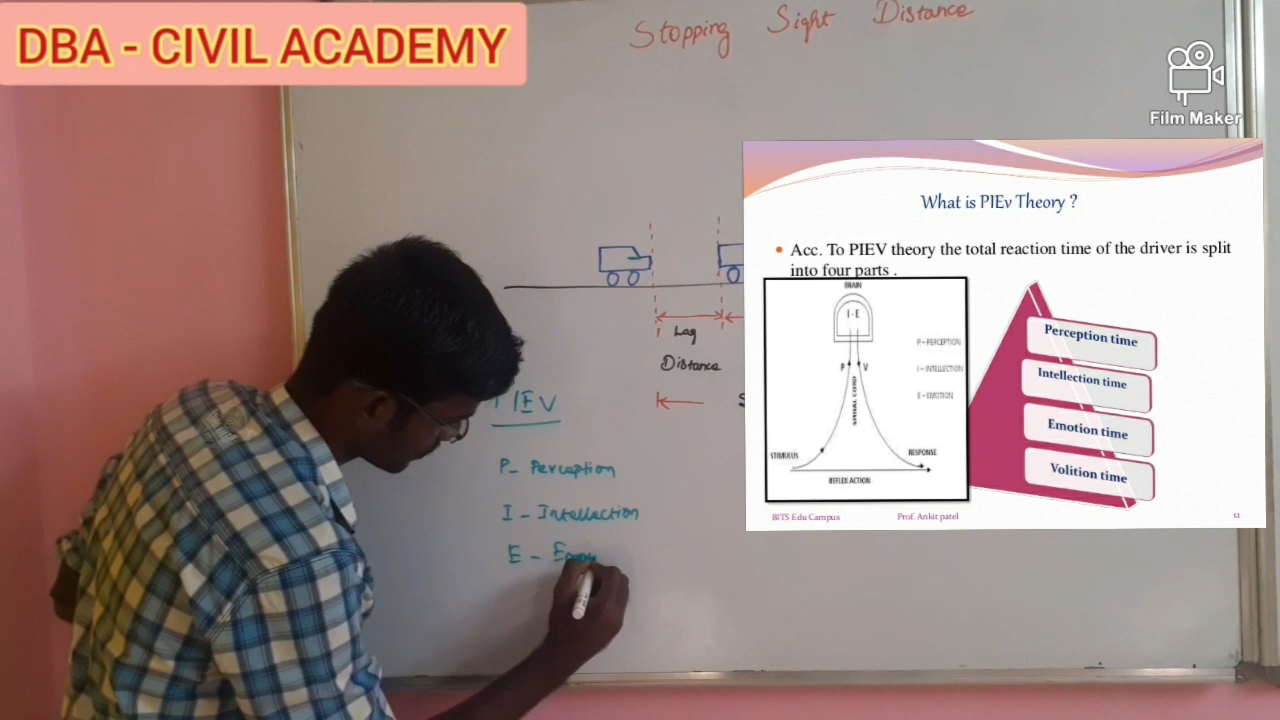 DBA - CIVIL ACADEMY
Stopping Sight Distance
Film Maker
What is PIEv Theory ?
Acc. To PIEV theory the total reaction time of the driver is split
into four parts .
BRAIN
I - E
P – PERCEPTION
I – INTELLECTION
E – EMOTION
P V
SPINAL CORD
STIMULUS
RESPONSE
REFLEX ACTION
Perception time
Intellection time
Emotion time
Volition time
BITS Edu Campus Prof. Ankit patel 12
Lag
Distance
S
PIEV
P – Perception
I – Intellection
E –